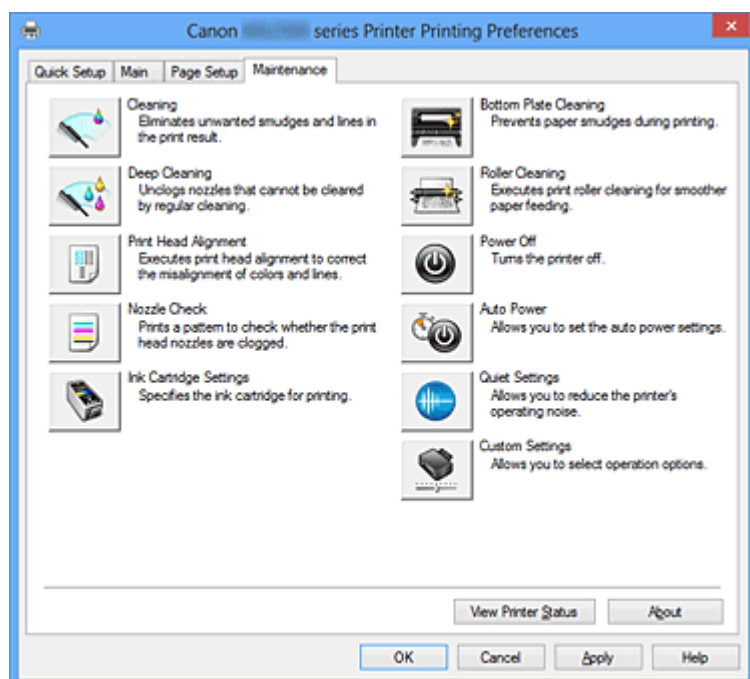 Canon series Printer Printing Preferences
Quick Setup Main Page Setup Maintenance
Cleaning
Eliminates unwanted smudges and lines in
the print result.
Deep Cleaning
Unclogs nozzles that cannot be cleared
by regular cleaning.
Print Head Alignment
Executes print head alignment to correct
the misalignment of colors and lines.
Nozzle Check
Prints a pattern to check whether the print
head nozzles are clogged.
Ink Cartridge Settings
Specifies the ink cartridge for printing.
Bottom Plate Cleaning
Prevents paper smudges during printing.
Roller Cleaning
Executes print roller cleaning for smoother
paper feeding.
Power Off
Turns the printer off.
Auto Power
Allows you to set the auto power settings.
Quiet Settings
Allows you to reduce the printer's
operating noise.
Custom Settings
Allows you to select operation options.
View Printer Status About
OK Cancel Apply Help